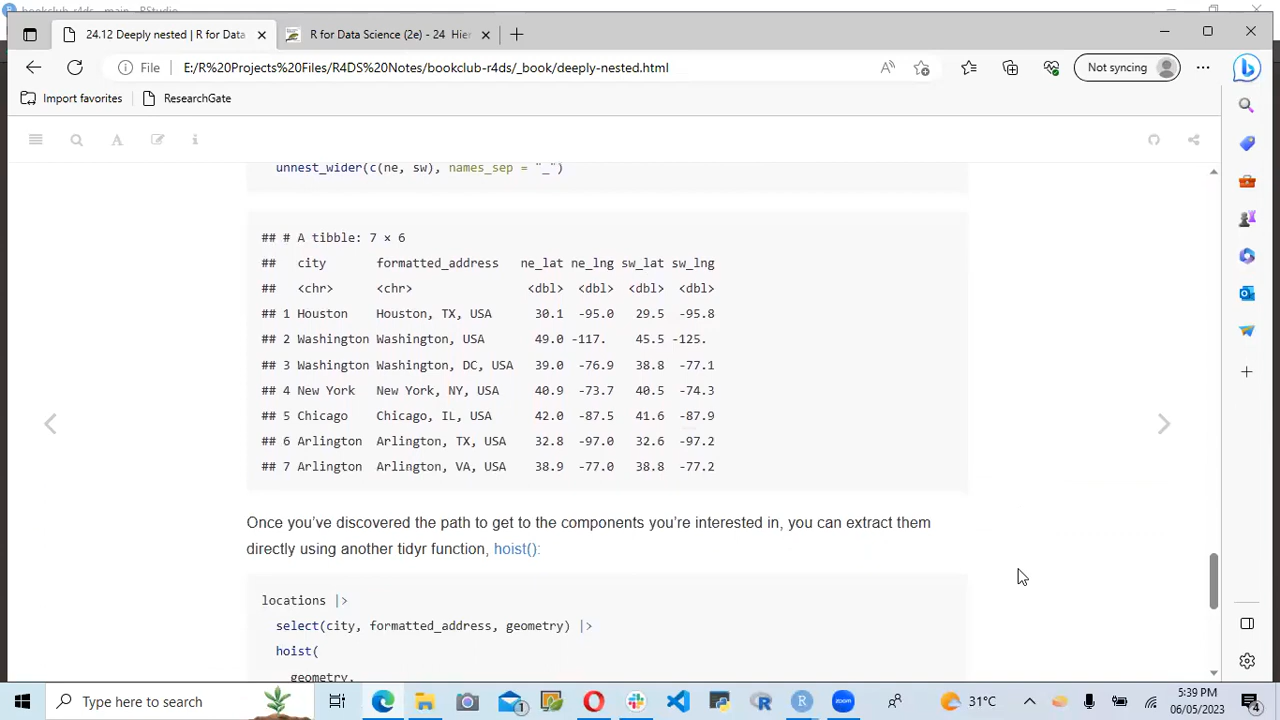 bookclub-r4ds - main - RStudio
24.12 Deeply nested | R for Data
R for Data Science (2e) - 24 Hier
File
E:/R%20Projects%20Files/R4DS%20Notes/bookclub-r4ds/_book/deeply-nested.html
Not syncing
Import favorites
ResearchGate
unnest_wider(c(ne, sw), names_sep = "_")
## # A tibble: 7 × 6
##   city       formatted_address   ne_lat ne_lng sw_lat sw_lng
##   <chr>      <chr>                <dbl>  <dbl>  <dbl>  <dbl>
## 1 Houston    Houston, TX, USA      30.1  -95.0   29.5  -95.8
## 2 Washington Washington, USA       49.0 -117.    45.5 -125.
## 3 Washington Washington, DC, USA   39.0  -76.9   38.8  -77.1
## 4 New York   New York, NY, USA     40.9  -73.7   40.5  -74.3
## 5 Chicago    Chicago, IL, USA      42.0  -87.5   41.6  -87.9
## 6 Arlington  Arlington, TX, USA    32.8  -97.0   32.6  -97.2
## 7 Arlington  Arlington, VA, USA    38.9  -77.0   38.8  -77.2
Once you've discovered the path to get to the components you're interested in, you can extract them
directly using another tidyr function, hoist():
locations |>
select(city, formatted_address, geometry) |>
hoist(
geometry,
Type here to search
1
31°C
5:39 PM
06/05/2023
4